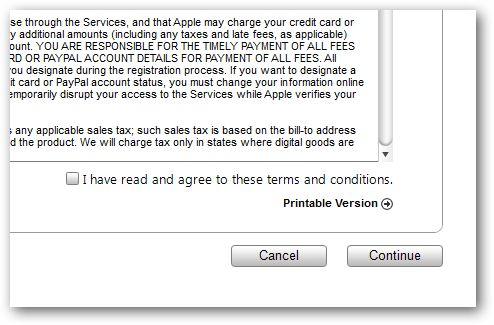 se through the Services, and that Apple may charge your credit card or
y additional amounts (including any taxes and late fees, as applicable)
ount. YOU ARE RESPONSIBLE FOR THE TIMELY PAYMENT OF ALL FEES
RD OR PAYPAL ACCOUNT DETAILS FOR PAYMENT OF ALL FEES. All
you designate during the registration process. If you want to designate a
it card or PayPal account status, you must change your information online
emporarily disrupt your access to the Services while Apple verifies your
s any applicable sales tax; such sales tax is based on the bill-to address
d the product. We will charge tax only in states where digital goods are
I have read and agree to these terms and conditions.
Printable Version
Cancel
Continue